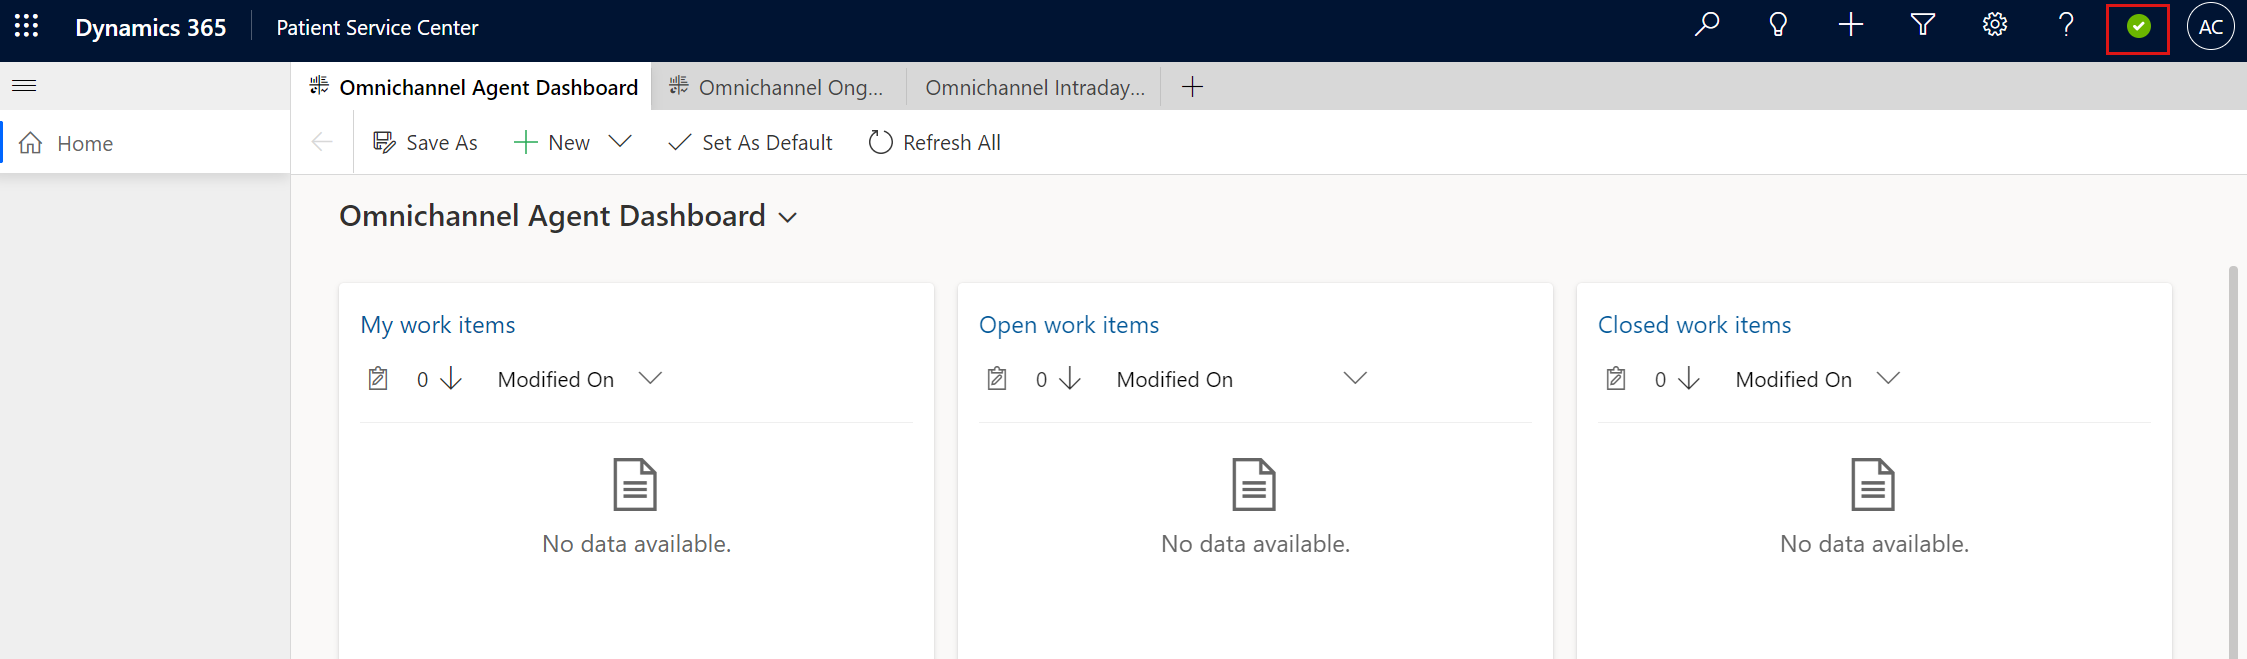 Dynamics 365 Patient Service Center AC
Omnichannel Agent Dashboard Omnichannel Ong... Omnichannel Intraday...
Home Save As New Set As Default Refresh All
Omnichannel Agent Dashboard
My work items Open work items Closed work items
0 Modified On 0 Modified On 0 Modified On
No data available. No data available. No data available.